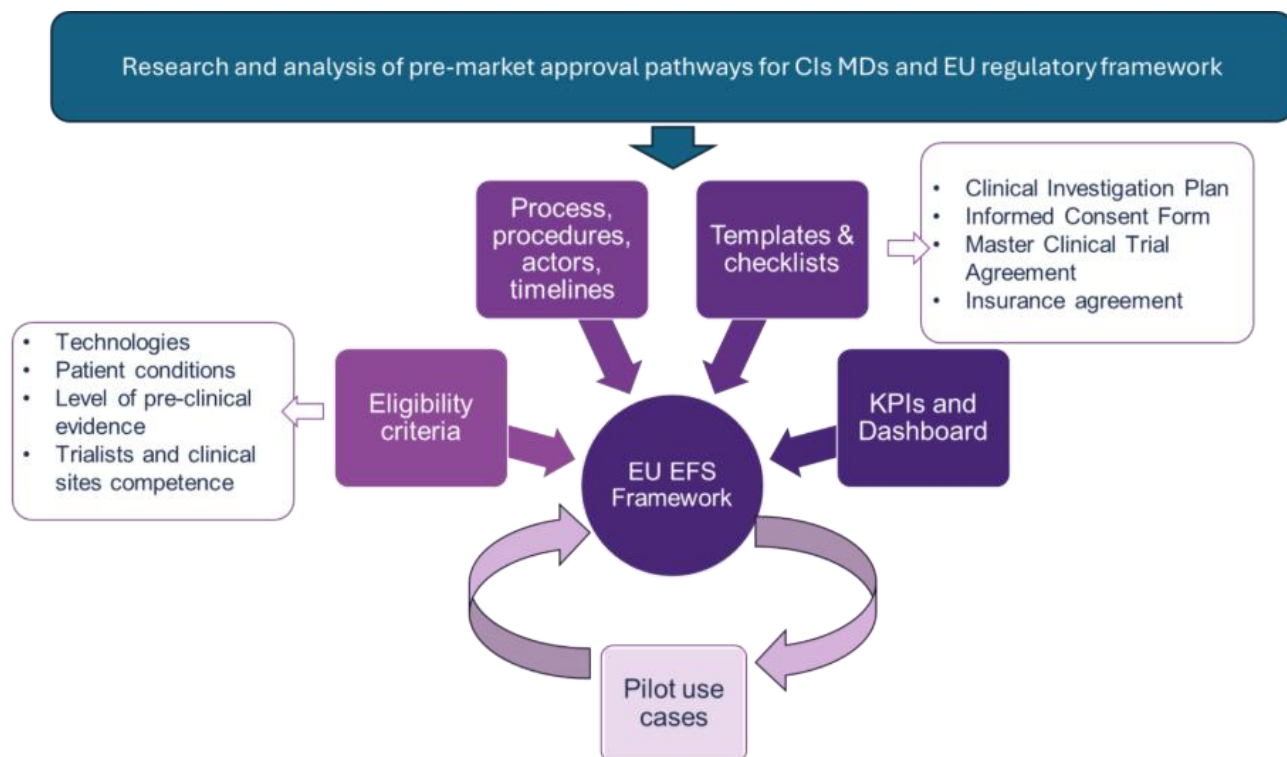 Research and analysis of pre-market approval pathways for CIs MDs and EU regulatory framework
Process,
procedures,
actors,
timelines
Templates &
checklists
• Clinical Investigation Plan
• Informed Consent Form
• Master Clinical Trial
Agreement
• Insurance agreement
• Technologies
• Patient conditions
• Level of pre-clinical
evidence
• Trialists and clinical
sites competence
Eligibility
criteria
KPIs and
Dashboard
EU EFS
Framework
Pilot use
cases